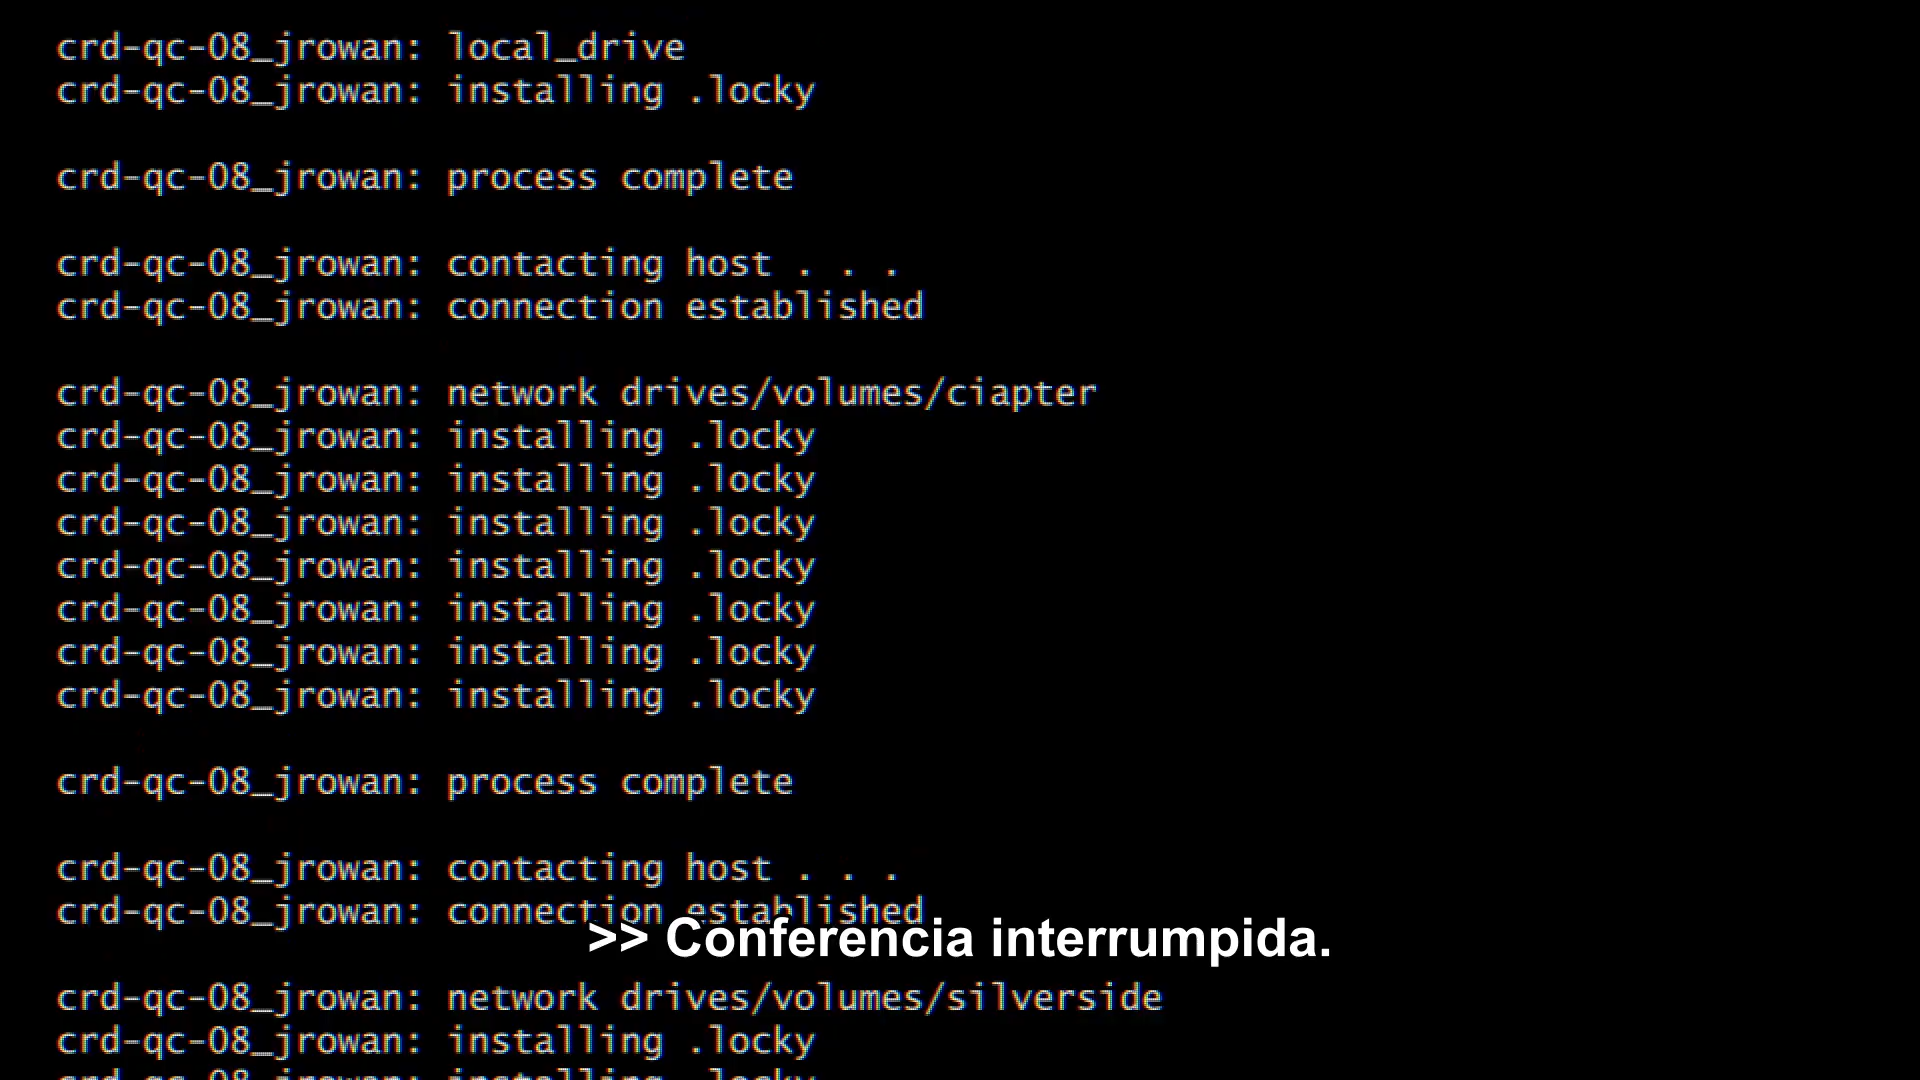 crd-qc-08_jrowan: local_drive
crd-qc-08_jrowan: installing .locky
crd-qc-08_jrowan: process complete
crd-qc-08_jrowan: contacting host . . .
crd-qc-08_jrowan: connection established
crd-qc-08_jrowan: network drives/volumes/ciapter
crd-qc-08_jrowan: installing .locky
crd-qc-08_jrowan: installing .locky
crd-qc-08_jrowan: installing .locky
crd-qc-08_jrowan: installing .locky
crd-qc-08_jrowan: installing .locky
crd-qc-08_jrowan: installing .locky
crd-qc-08_jrowan: installing .locky
crd-qc-08_jrowan: process complete
crd-qc-08_jrowan: contacting host . . .
crd-qc-08_jrowan: connection established
>> Conferencia interrumpida.
crd-qc-08_jrowan: network drives/volumes/silverside
crd-qc-08_jrowan: installing .locky
crd-qc-08_jrowan: installing .locky